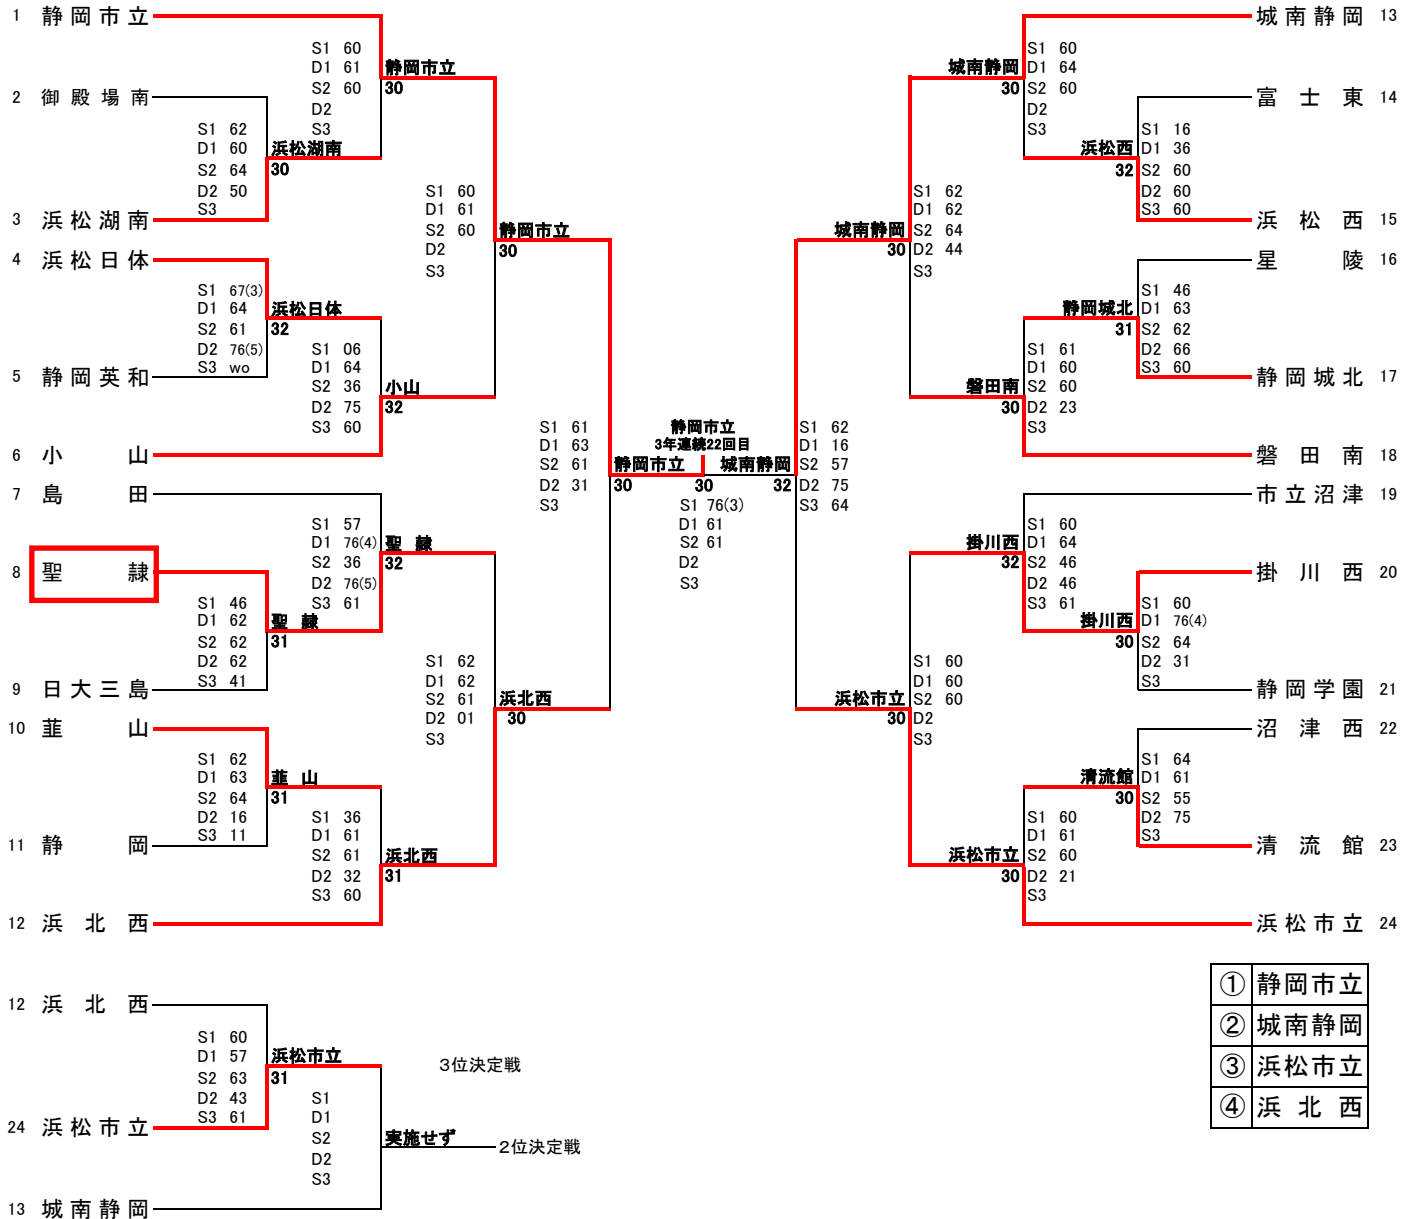 1 静岡市立
S1 60
D1 61
S2 60
D2
S3
静岡市立
30
2 御殿場南
S1 62
D1 60
S2 64
D2 50
S3
浜松湖南
30
3 浜松湖南
S1 60
D1 61
S2 60
D2
S3
静岡市立
30
4 浜松日体
S1 67(3)
D1 64
S2 61
D2 76(5)
S3 wo
浜松日体
32
5 静岡英和
S1 06
D1 64
S2 36
D2 75
S3 60
小山
32
6 小山
S1 61
D1 63
S2 61
D2 31
S3
静岡市立
30
7 島田
S1 57
D1 76(4)
S2 36
D2 76(5)
S3 61
聖隷
32
8 聖隷
S1 46
D1 62
S2 62
D2 62
S3 41
聖隷
31
9 日大三島
S1 62
D1 62
S2 61
D2 01
S3
浜北西
30
10 韮山
S1 62
D1 63
S2 64
D2 16
S3 11
韮山
31
11 静岡
S1 36
D1 61
S2 61
D2 32
S3 60
浜北西
31
12 浜北西
静岡市立
3年連続22回目
30
S1 76(3)
D1 61
S2 61
D2
S3
城南静岡 13
S1 60
D1 64
S2 60
D2
S3
城南静岡
30
富士東 14
S1 16
D1 36
S2 60
D2 60
S3 60
浜松西
32
浜松西 15
S1 62
D1 62
S2 64
D2 44
S3
城南静岡
30
星陵 16
S1 46
D1 63
S2 62
D2 66
S3 60
静岡城北
31
静岡城北 17
S1 61
D1 60
S2 60
D2 23
S3
磐田南
30
磐田南 18
S1 62
D1 16
S2 57
D2 75
S3 64
城南静岡
32
市立沼津 19
S1 60
D1 64
S2 46
D2 46
S3 61
掛川西
32
掛川西 20
S1 60
D1 76(4)
S2 64
D2 31
S3
掛川西
30
静岡学園 21
S1 60
D1 60
S2 60
D2
S3
浜松市立
30
沼津西 22
S1 64
D1 61
S2 55
D2 75
S3
清流館
30
清流館 23
S1 60
D1 61
S2 60
D2 21
S3
浜松市立
30
浜松市立 24
① 静岡市立
② 城南静岡
③ 浜松市立
④ 浜北西
12 浜北西
S1 60
D1 57
S2 63
D2 43
S3 61
浜松市立
31
3位決定戦
24 浜松市立
S1
D1
S2
D2
S3
実施せず
2位決定戦
13 城南静岡